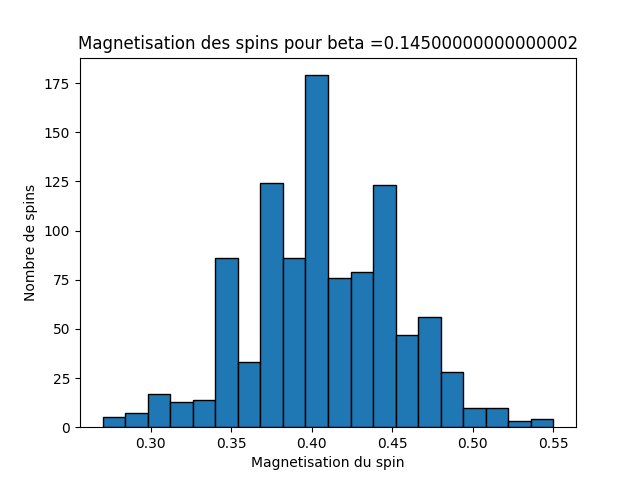 Magnetisation des spins pour beta =0.14500000000000002
175
150
125
100
75
50
25
0
Nombre de spins
0.30 0.35 0.40 0.45 0.50 0.55
Magnetisation du spin